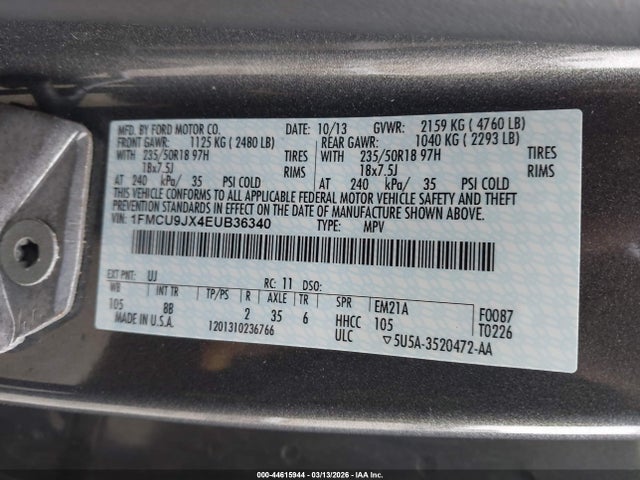 MFD. BY FORD MOTOR CO. DATE: 10/13 GVWR: 2159 KG ( 4760 LB)
FRONT GAWR: 1125 KG ( 2480 LB) REAR GAWR: 1040 KG ( 2293 LB)
WITH 235/50R18 97H TIRES WITH 235/50R18 97H TIRES
18x7.5J RIMS 18x7.5J RIMS
AT 240 kPa/ 35 PSI COLD AT 240 kPa/ 35 PSI COLD
THIS VEHICLE CONFORMS TO ALL APPLICABLE FEDERAL MOTOR VEHICLE SAFETY AND THEFT
PREVENTION STANDARDS IN EFFECT ON THE DATE OF MANUFACTURE SHOWN ABOVE.
VIN: 1FMCU9JX4EUB36340 TYPE: MPV
EXT PNT: UJ RC: 11 DSO:
WB INT TR TP/PS R AXLE TR SPR EM21A F0087
105 8B 2 35 6 HHCC 105 T0226
MADE IN U.S.A. 1201310236766 ULC ▽5U5A-3520472-AA
000-44615944 ------ 03/13/2026 ------ IAA Inc.